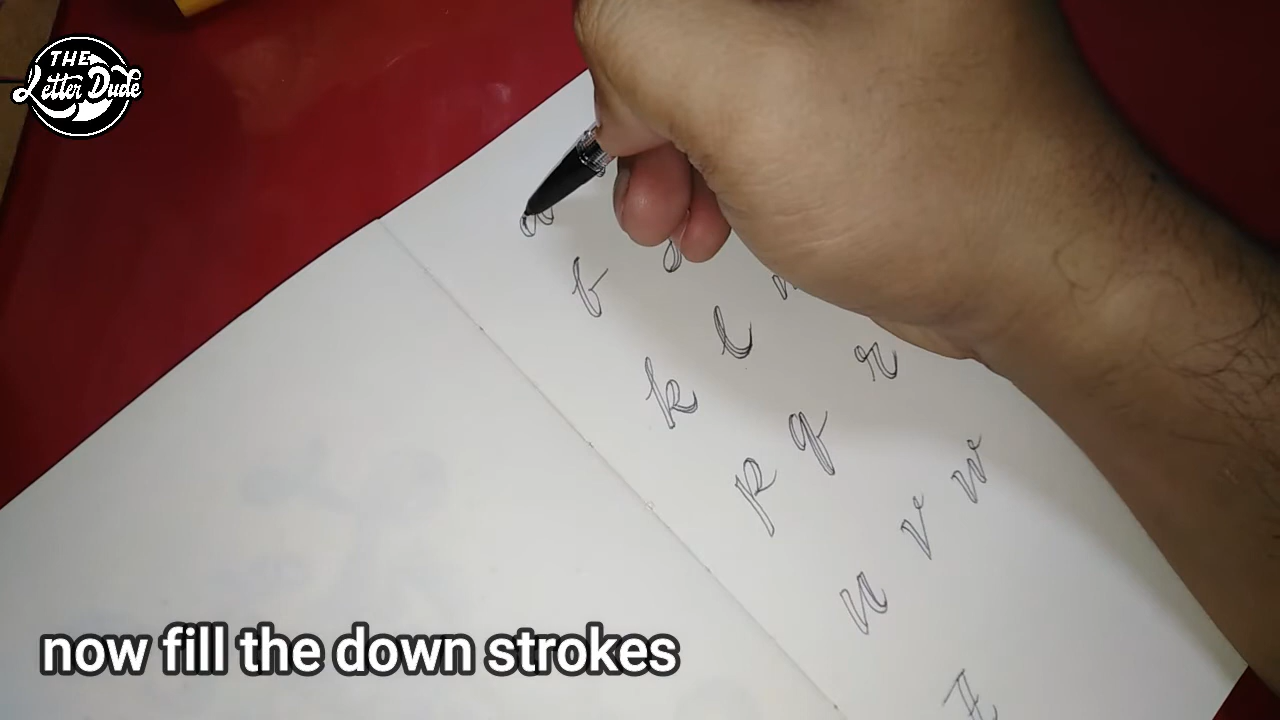 THE
Letter Dude
a
f
k l
p q r
u v w
z
now fill the down strokes